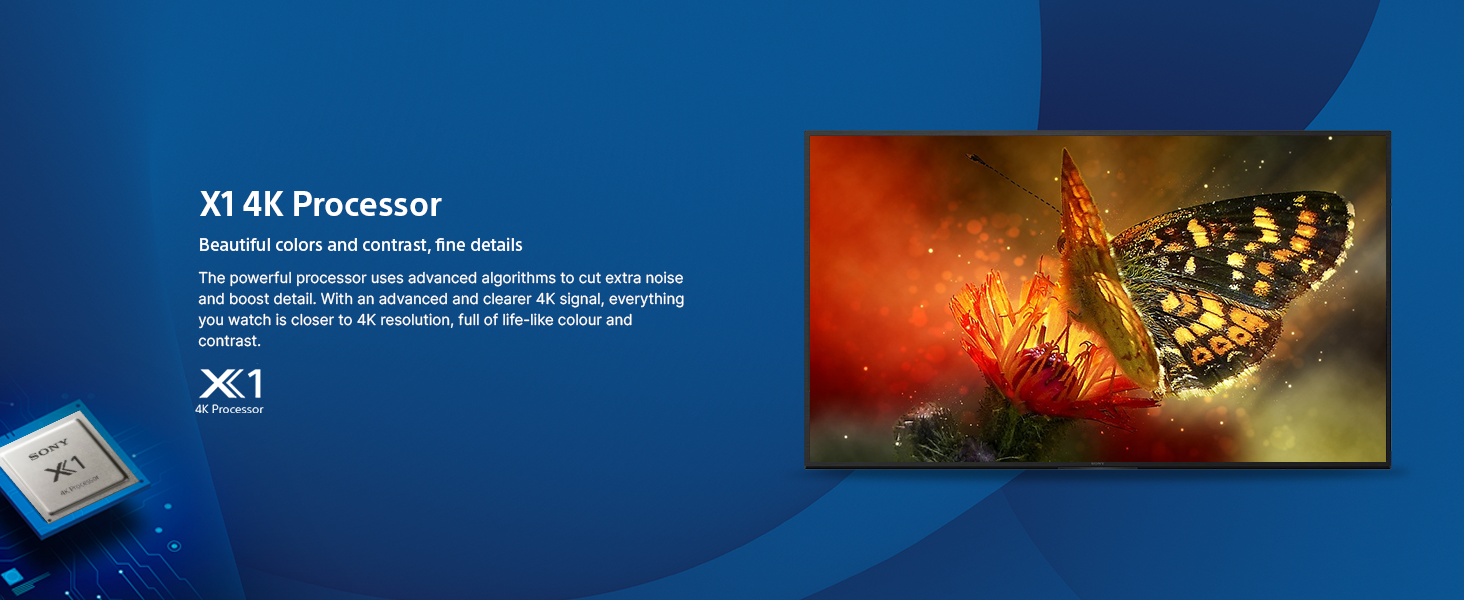 X1 4K Processor
Beautiful colors and contrast, fine details
The powerful processor uses advanced algorithms to cut extra noise
and boost detail. With an advanced and clearer 4K signal, everything
you watch is closer to 4K resolution, full of life-like colour and
contrast.
X1
4K Processor
SONY
X1
4K Processor